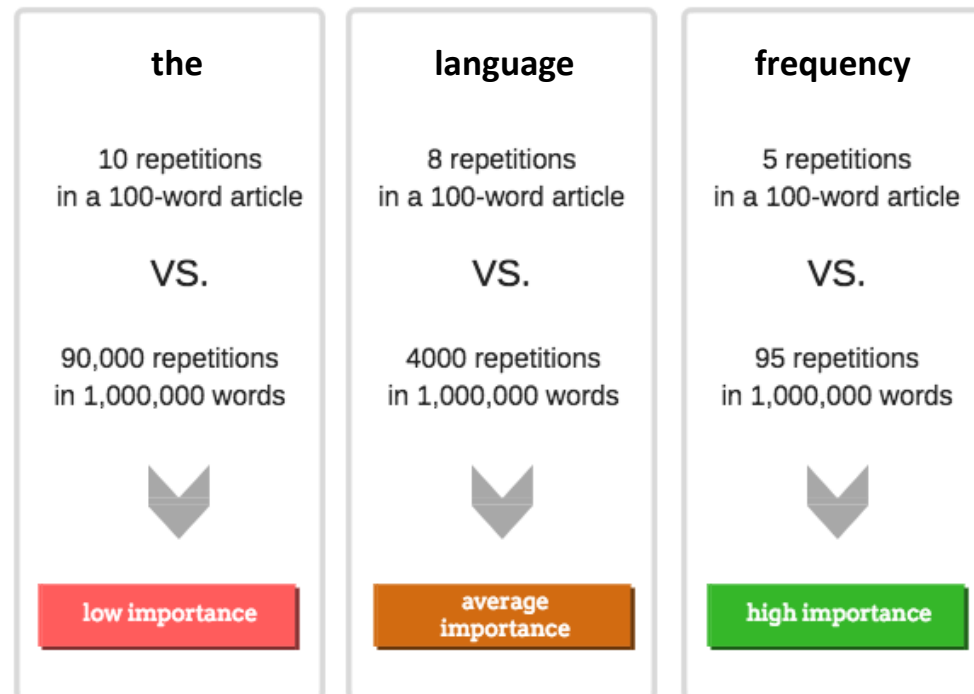 the
10 repetitions
in a 100-word article
VS.
90,000 repetitions
in 1,000,000 words
low importance
language
8 repetitions
in a 100-word article
VS.
4000 repetitions
in 1,000,000 words
average
importance
frequency
5 repetitions
in a 100-word article
VS.
95 repetitions
in 1,000,000 words
high importance